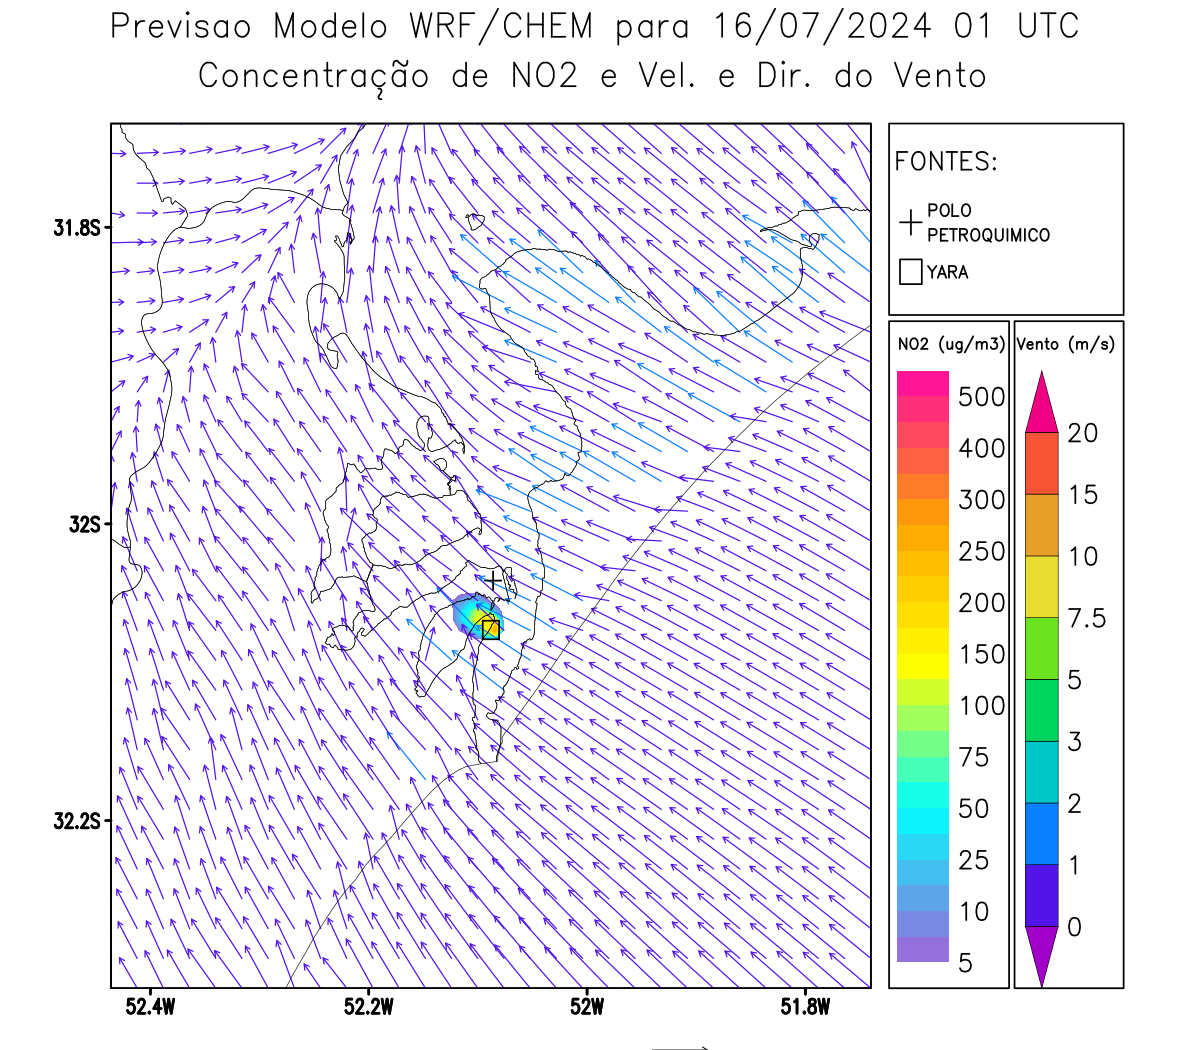 Previsao Modelo WRF/CHEM para 16/07/2024 01 UTC
Concentração de NO2 e Vel. e Dir. do Vento
FONTES:
POLO
PETROQUIMICO
YARA
NO2 (ug/m3)
500
400
300
250
200
150
100
75
50
25
10
5
Vento (m/s)
20
15
10
7.5
5
3
2
1
0
31.8S
32S
32.2S
52.4W
52.2W
52W
51.8W